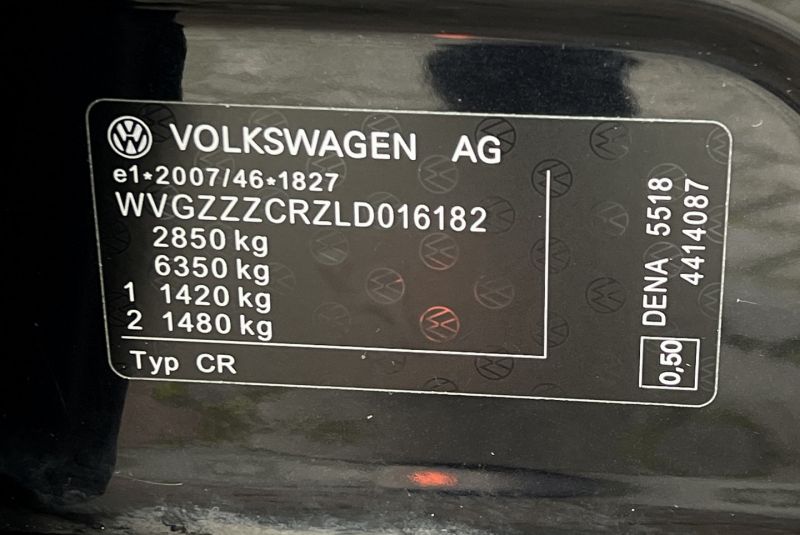 VOLKSWAGEN AG
e1*2007/46*1827
WVGZZZCRZLD016182
2850 kg
6350 kg
1 1420 kg
2 1480 kg
Typ CR
DENA 5518
4414087
0,50